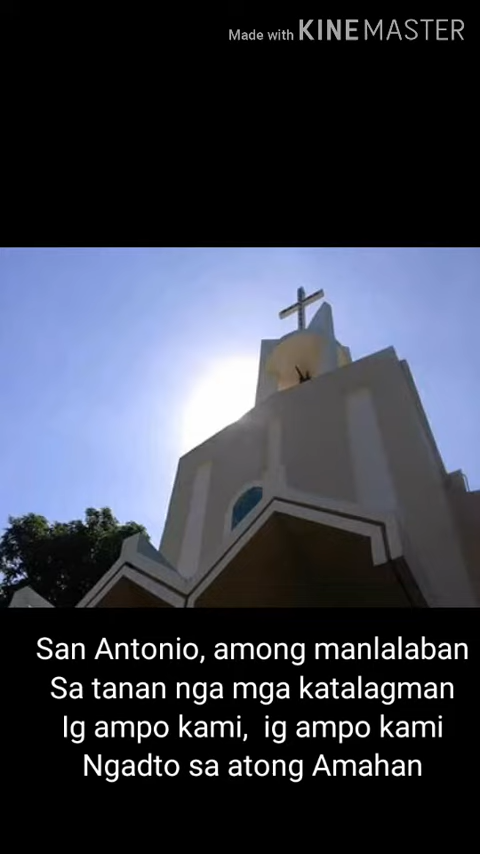 Made with KINEMASTER
San Antonio, among manlalaban
Sa tanan nga mga katalagman
Ig ampo kami,  ig ampo kami
Ngadto sa atong Amahan